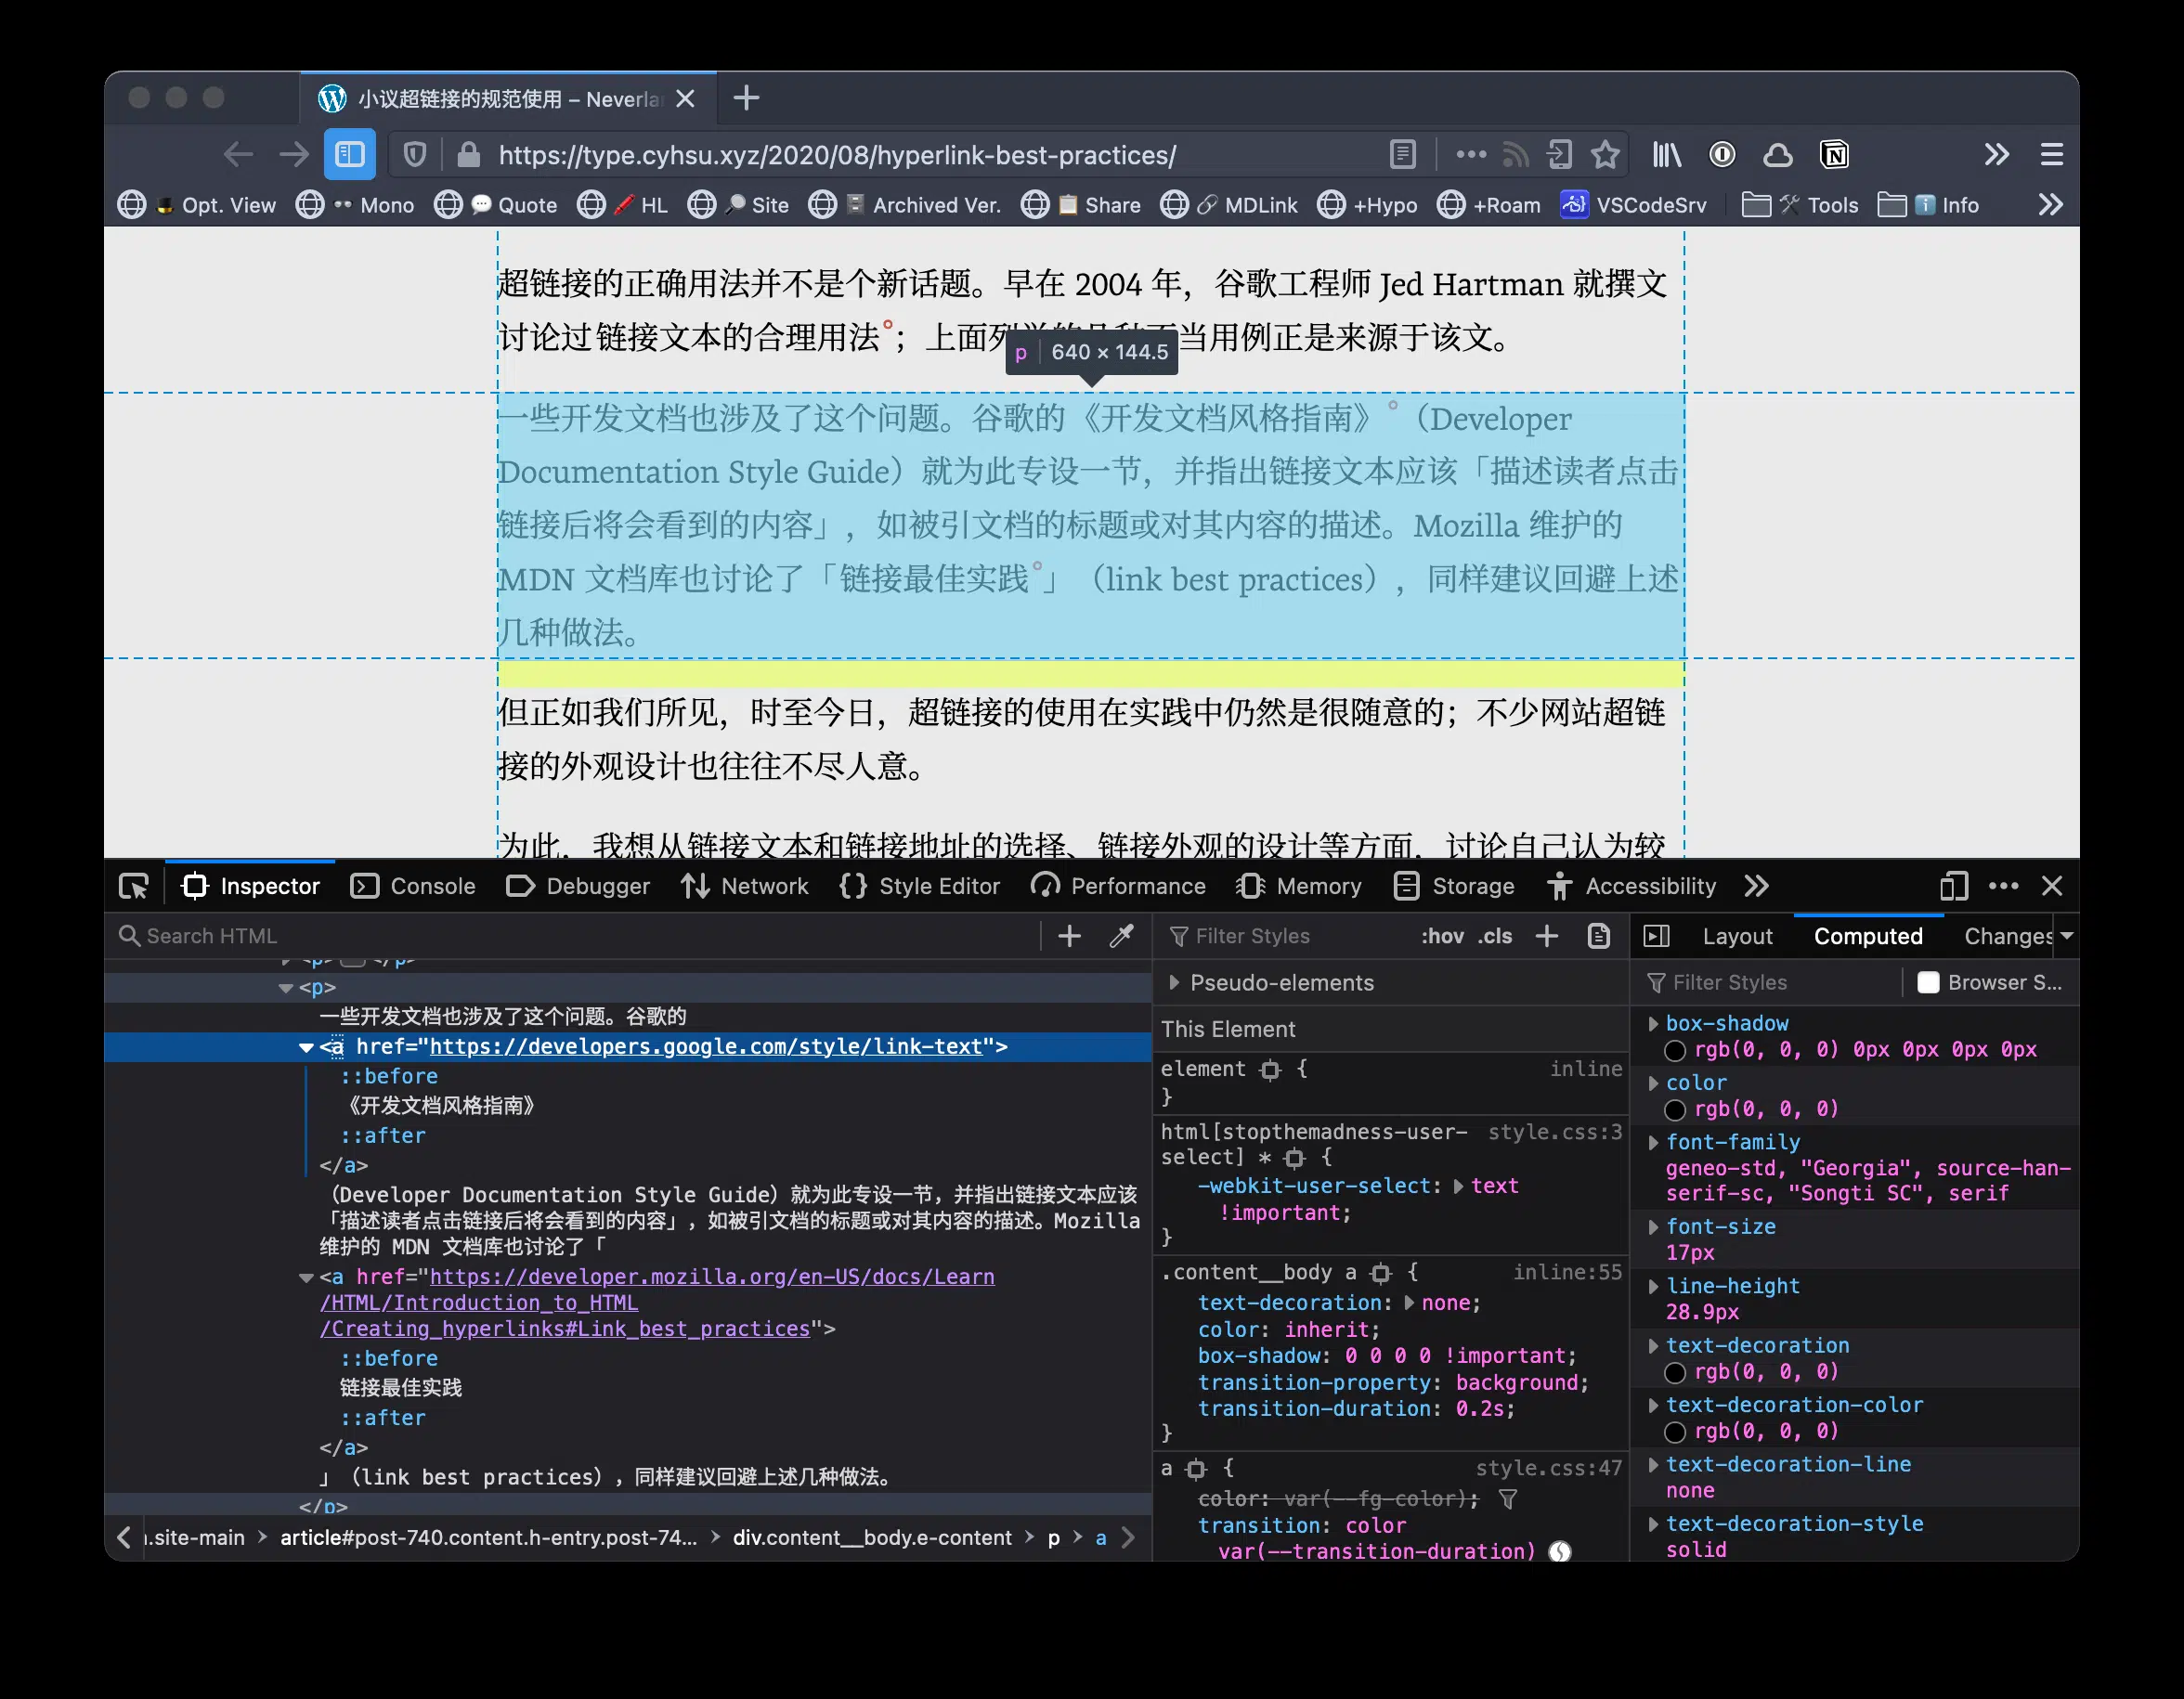 小议超链接的规范使用 – Neverla
https://type.cyhsu.xyz/2020/08/hyperlink-best-practices/
Opt. View Mono Quote HL Site Archived Ver. Share MDLink +Hypo +Roam VSCodeSrv Tools Info
超链接的正确用法并不是个新话题。早在 2004 年，谷歌工程师 Jed Hartman 就撰文
讨论过链接文本的合理用法°；上面列 当用例正是来源于该文。
p 640 × 144.5
一些开发文档也涉及了这个问题。谷歌的《开发文档风格指南》°（Developer
Documentation Style Guide）就为此专设一节，并指出链接文本应该「描述读者点击
链接后将会看到的内容」，如被引文档的标题或对其内容的描述。Mozilla 维护的
MDN 文档库也讨论了「链接最佳实践°」（link best practices），同样建议回避上述
几种做法。
但正如我们所见，时至今日，超链接的使用在实践中仍然是很随意的；不少网站超链
接的外观设计也往往不尽人意。
为此，我想从链接文本和链接地址的选择、链接外观的设计等方面，讨论自己认为较
Inspector Console Debugger Network Style Editor Performance Memory Storage Accessibility
Search HTML
<p>
一些开发文档也涉及了这个问题。谷歌的
<a href="https://developers.google.com/style/link-text">
::before
《开发文档风格指南》
::after
</a>
（Developer Documentation Style Guide）就为此专设一节，并指出链接文本应该
「描述读者点击链接后将会看到的内容」，如被引文档的标题或对其内容的描述。Mozilla
维护的 MDN 文档库也讨论了「
<a href="https://developer.mozilla.org/en-US/docs/Learn
/HTML/Introduction_to_HTML
/Creating_hyperlinks#Link_best_practices">
::before
链接最佳实践
::after
</a>
」（link best practices），同样建议回避上述几种做法。
</p>
.site-main > article#post-740.content.h-entry.post-74... > div.content__body.e-content > p > a
Filter Styles :hov .cls
Pseudo-elements
This Element
element { inline
}
html[stopthemadness-user- style.css:3
select] * {
-webkit-user-select: text
!important;
}
.content__body a { inline:55
text-decoration: none;
color: inherit;
box-shadow: 0 0 0 0 !important;
transition-property: background;
transition-duration: 0.2s;
}
a { style.css:47
color: var(--fg-color);
transition: color
var(--transition-duration)
Layout Computed Changes
Filter Styles Browser S...
box-shadow
rgb(0, 0, 0) 0px 0px 0px 0px
color
rgb(0, 0, 0)
font-family
geneo-std, "Georgia", source-han-
serif-sc, "Songti SC", serif
font-size
17px
line-height
28.9px
text-decoration
rgb(0, 0, 0)
text-decoration-color
rgb(0, 0, 0)
text-decoration-line
none
text-decoration-style
solid